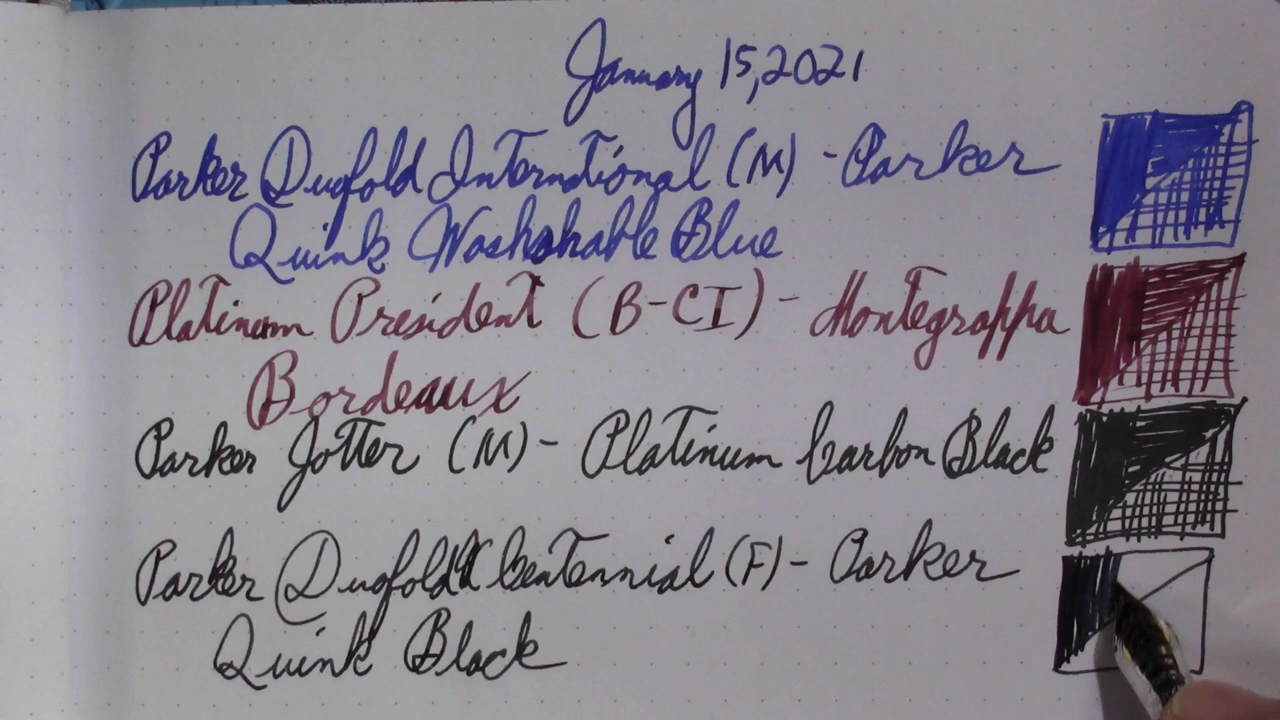 January 15, 2021
Parker Duofold International (M) - Parker
Quink Washahable Blue
Platinum President (B-CI) - Montegrappa
Bordeaux
Parker Jotter (M) - Platinum Carbon Black
Parker Duofold Centennial (F) - Parker
Quink Black